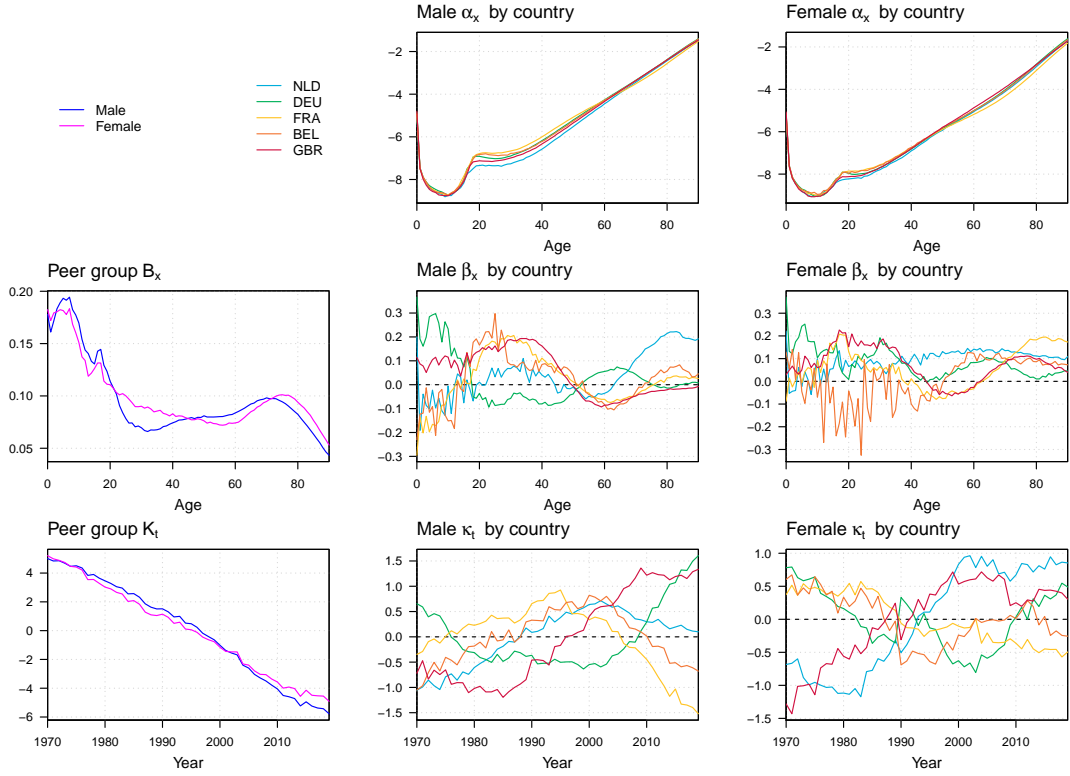 Male αx by country
Female αx by country
Male
Female
NLD
DEU
FRA
BEL
GBR
−2
−4
−6
−8
0 20 40 60 80
Age
−2
−4
−6
−8
0 20 40 60 80
Age
Peer group Bx
Male βx by country
Female βx by country
0.20
0.15
0.10
0.05
0 20 40 60 80
Age
0.3
0.2
0.1
0.0
−0.1
−0.2
−0.3
0 20 40 60 80
Age
0.3
0.2
0.1
0.0
−0.1
−0.2
−0.3
0 20 40 60 80
Age
Peer group Kt
Male κt by country
Female κt by country
4
2
0
−2
−4
−6
1970 1980 1990 2000 2010
Year
1.5
1.0
0.5
0.0
−0.5
−1.0
−1.5
1970 1980 1990 2000 2010
Year
1.0
0.5
0.0
−0.5
−1.0
−1.5
1970 1980 1990 2000 2010
Year